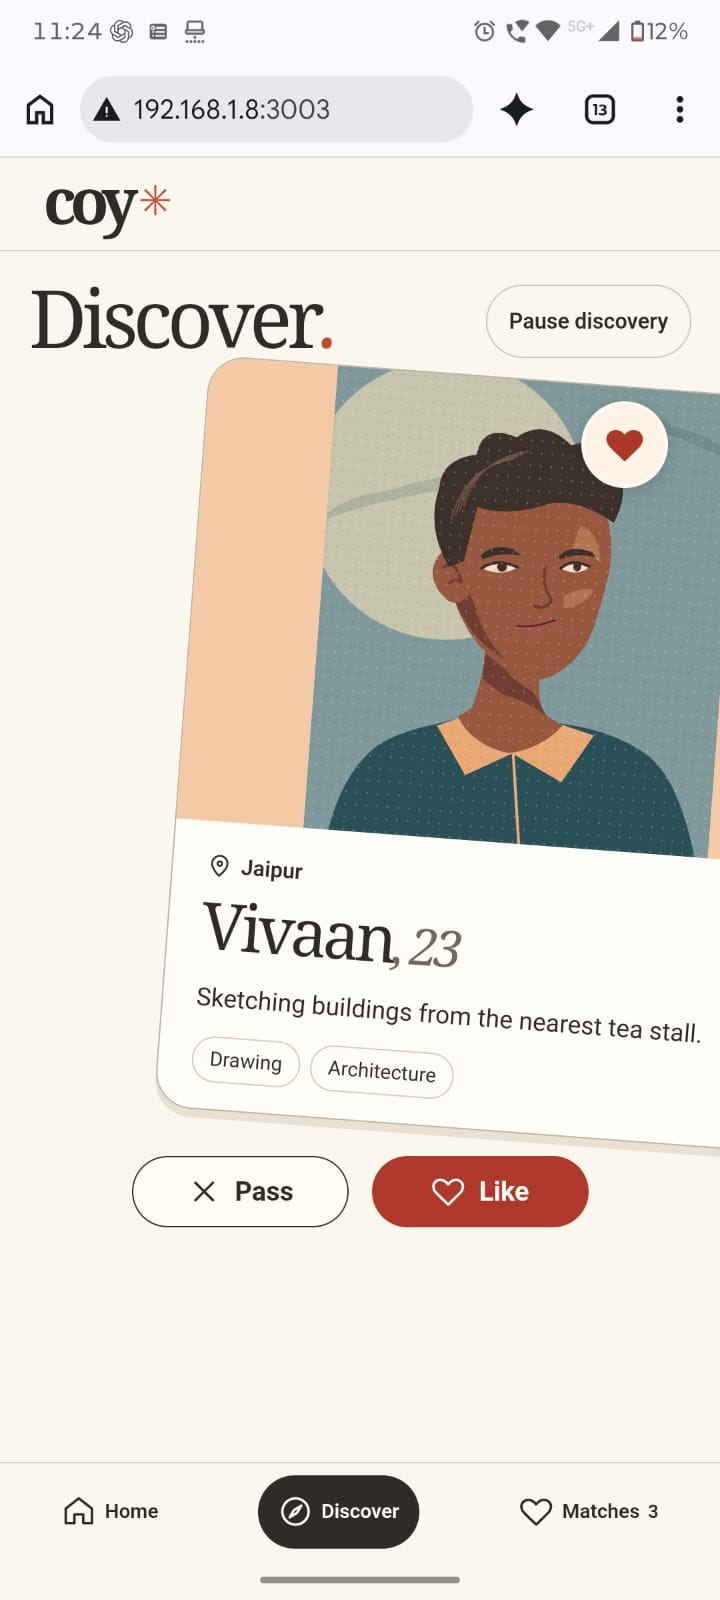 11:24
5G+
12%
192.168.1.8:3003
13
coy
Discover.
Pause discovery
Jaipur
Vivaan, 23
Sketching buildings from the nearest tea stall.
Drawing
Architecture
Pass
Like
Home
Discover
Matches 3